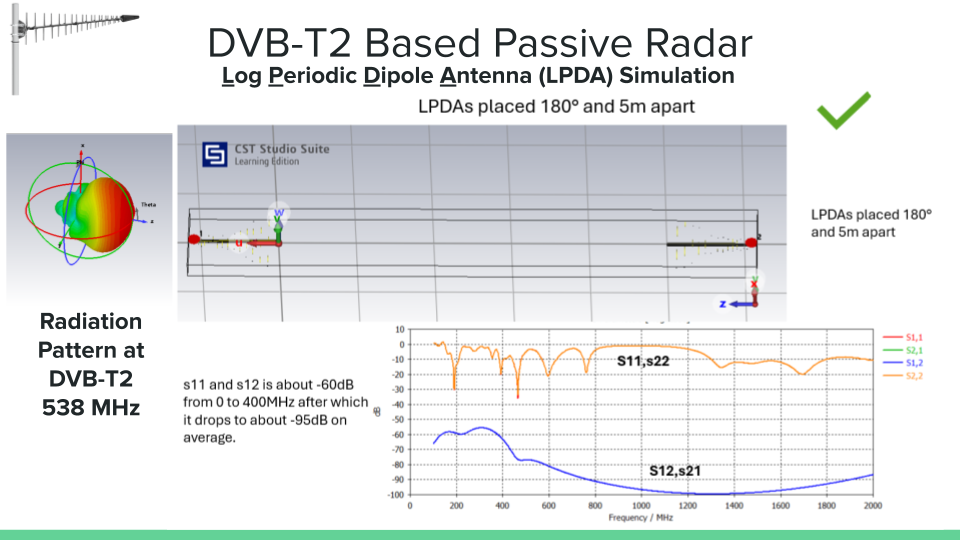 DVB-T2 Based Passive Radar
Log Periodic Dipole Antenna (LPDA) Simulation
LPDAs placed 180° and 5m apart
CST Studio Suite
Learning Edition
Theta
x
z
w
u
1
2
z
LPDAs placed 180°
and 5m apart
Radiation
Pattern at
DVB-T2
538 MHz
s11 and s12 is about -60dB
from 0 to 400MHz after which
it drops to about -95dB on
average.
10
0
-10
-20
-30
-40
-50
-60
-70
-80
-90
-100
dB
S11,s22
S12,s21
0 200 400 600 800 1000 1200 1400 1600 1800 2000
Frequency / MHz
S1,1
S2,1
S1,2
S2,2